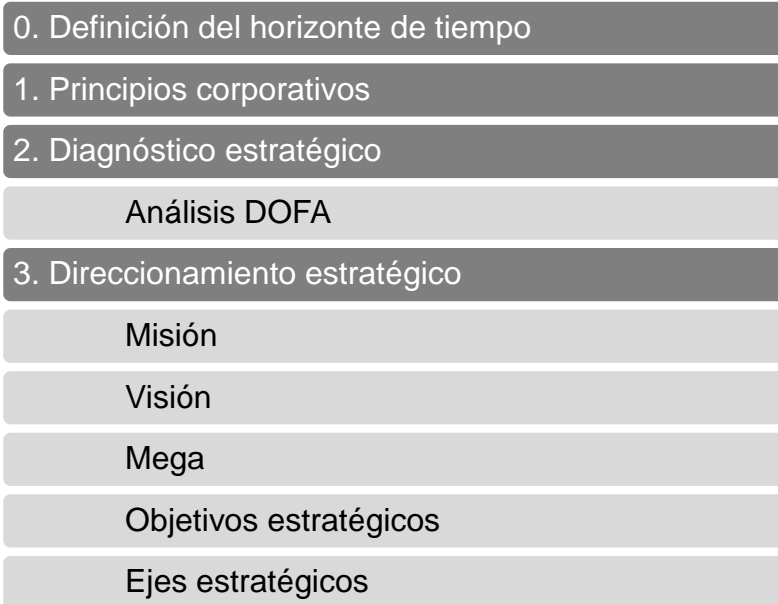 0. Definición del horizonte de tiempo
1. Principios corporativos
2. Diagnóstico estratégico
Análisis DOFA
3. Direccionamiento estratégico
Misión
Visión
Mega
Objetivos estratégicos
Ejes estratégicos